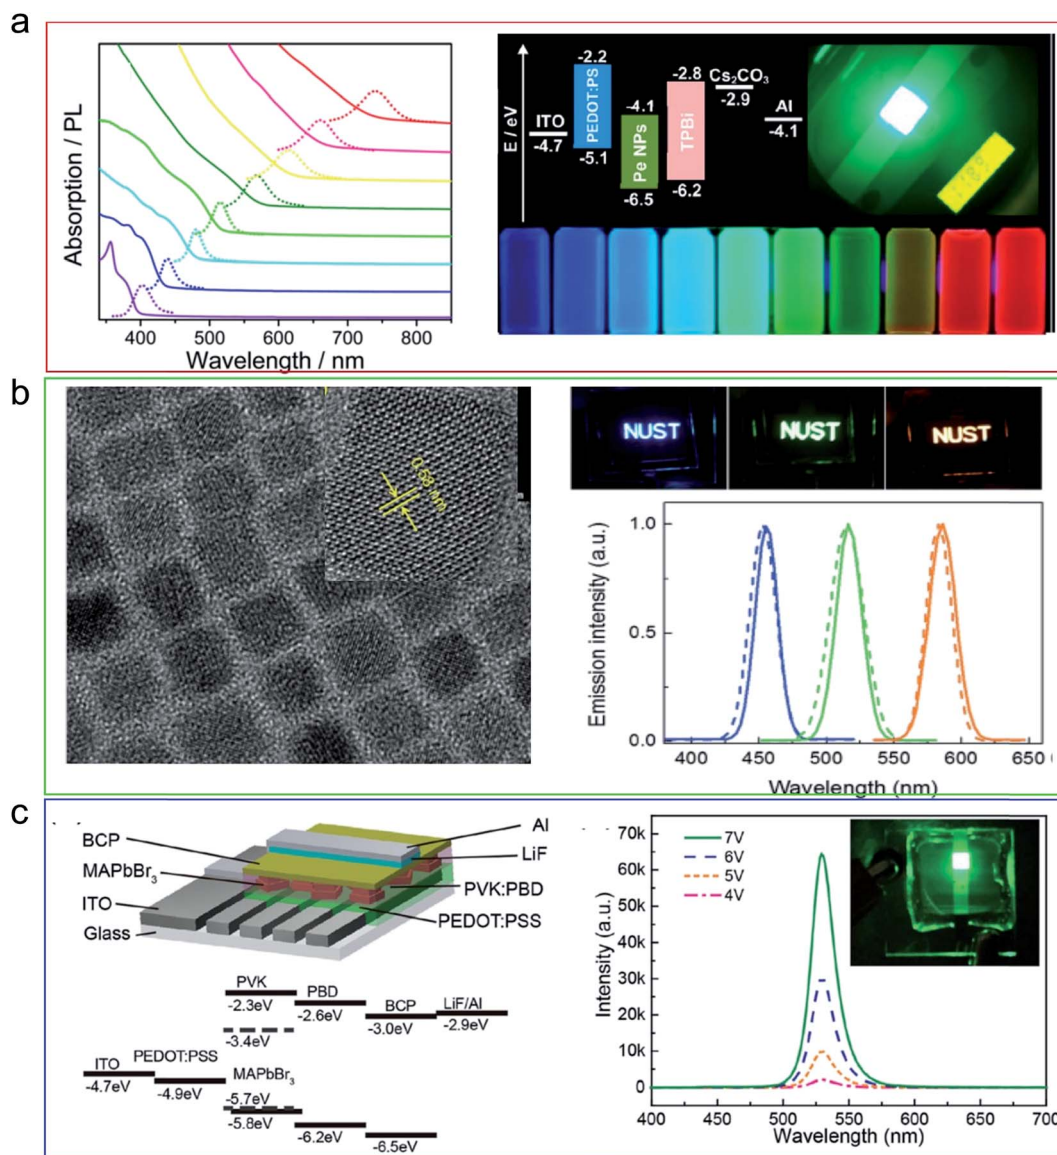 a
Absorption / PL
400 500 600 700 800
Wavelength / nm
E / eV
ITO
-4.7
-2.2
PEDOT:PS
-5.1
-4.1
Pe NPs
-6.5
-2.8
TPBi
-6.2
Cs₂CO₃
-2.9
Al
-4.1
b
0.58 nm
NUST
NUST
NUST
Emission intensity (a.u.)
1.0
0.5
0.0
400 450 500 550 600 650
Wavelength (nm)
c
BCP
MAPbBr₃
ITO
Glass
Al
LiF
PVK:PBD
PEDOT:PSS
PVK
-2.3eV
PBD
-2.6eV
BCP
-3.0eV
LiF/Al
-2.9eV
-3.4eV
ITO
-4.7eV
PEDOT:PSS
-4.9eV
MAPbBr₃
-5.7eV
-5.8eV
-6.2eV
-6.5eV
Intensity (a.u.)
70k
60k
50k
40k
30k
20k
10k
0
7V
6V
5V
4V
400 450 500 550 600 650 700
Wavelength (nm)